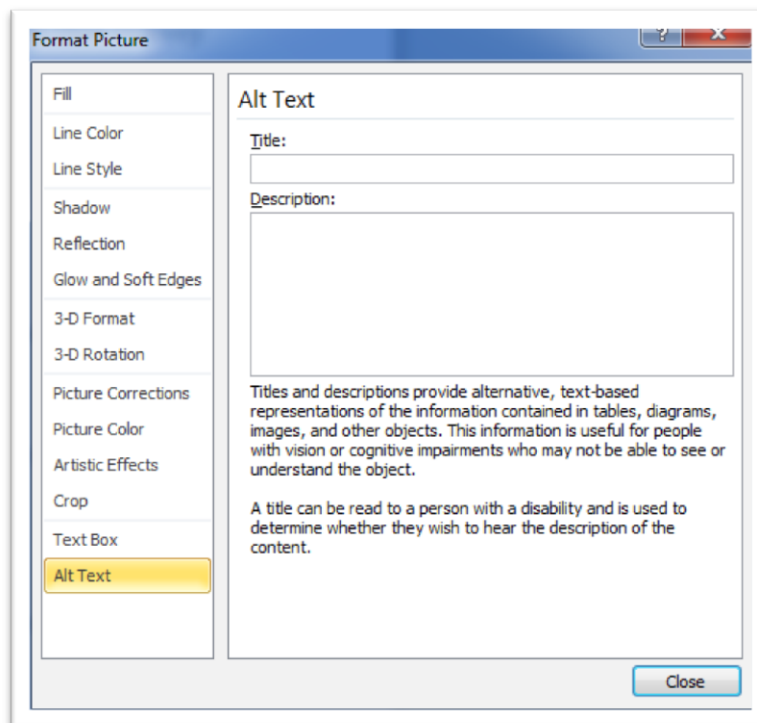 Format Picture
?
X
Fill
Line Color
Line Style
Shadow
Reflection
Glow and Soft Edges
3-D Format
3-D Rotation
Picture Corrections
Picture Color
Artistic Effects
Crop
Text Box
Alt Text
Alt Text
Title:
Description:
Titles and descriptions provide alternative, text-based
representations of the information contained in tables, diagrams,
images, and other objects. This information is useful for people
with vision or cognitive impairments who may not be able to see or
understand the object.
A title can be read to a person with a disability and is used to
determine whether they wish to hear the description of the
content.
Close